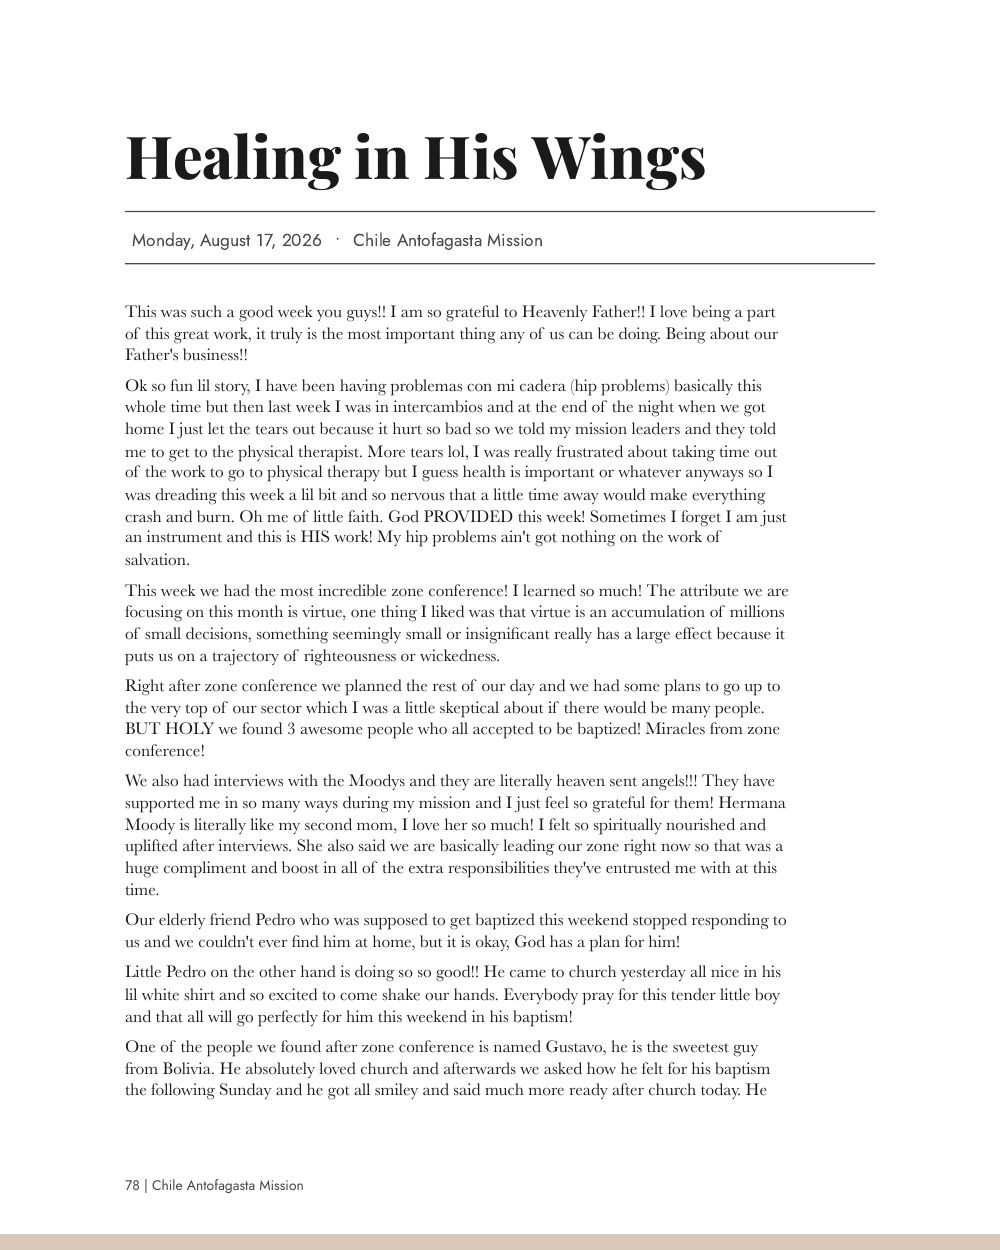 Healing in His Wings
Monday, August 17, 2026 · Chile Antofagasta Mission
This was such a good week you guys!! I am so grateful to Heavenly Father!! I love being a part
of this great work, it truly is the most important thing any of us can be doing. Being about our
Father's business!!
Ok so fun lil story, I have been having problemas con mi cadera (hip problems) basically this
whole time but then last week I was in intercambios and at the end of the night when we got
home I just let the tears out because it hurt so bad so we told my mission leaders and they told
me to get to the physical therapist. More tears lol, I was really frustrated about taking time out
of the work to go to physical therapy but I guess health is important or whatever anyways so I
was dreading this week a lil bit and so nervous that a little time away would make everything
crash and burn. Oh me of little faith. God PROVIDED this week! Sometimes I forget I am just
an instrument and this is HIS work! My hip problems ain't got nothing on the work of
salvation.
This week we had the most incredible zone conference! I learned so much! The attribute we are
focusing on this month is virtue, one thing I liked was that virtue is an accumulation of millions
of small decisions, something seemingly small or insignificant really has a large effect because it
puts us on a trajectory of righteousness or wickedness.
Right after zone conference we planned the rest of our day and we had some plans to go up to
the very top of our sector which I was a little skeptical about if there would be many people.
BUT HOLY we found 3 awesome people who all accepted to be baptized! Miracles from zone
conference!
We also had interviews with the Moodys and they are literally heaven sent angels!!! They have
supported me in so many ways during my mission and I just feel so grateful for them! Hermana
Moody is literally like my second mom, I love her so much! I felt so spiritually nourished and
uplifted after interviews. She also said we are basically leading our zone right now so that was a
huge compliment and boost in all of the extra responsibilities they've entrusted me with at this
time.
Our elderly friend Pedro who was supposed to get baptized this weekend stopped responding to
us and we couldn't ever find him at home, but it is okay, God has a plan for him!
Little Pedro on the other hand is doing so so good!! He came to church yesterday all nice in his
lil white shirt and so excited to come shake our hands. Everybody pray for this tender little boy
and that all will go perfectly for him this weekend in his baptism!
One of the people we found after zone conference is named Gustavo, he is the sweetest guy
from Bolivia. He absolutely loved church and afterwards we asked how he felt for his baptism
the following Sunday and he got all smiley and said much more ready after church today. He
78 | Chile Antofagasta Mission